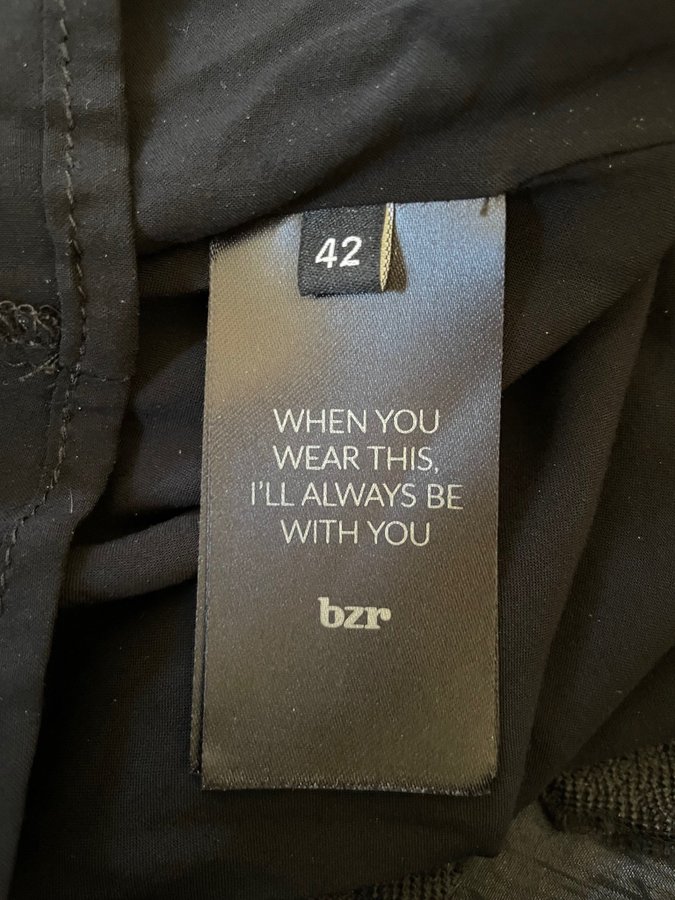 42
WHEN YOU
WEAR THIS,
I'LL ALWAYS BE
WITH YOU
bzr